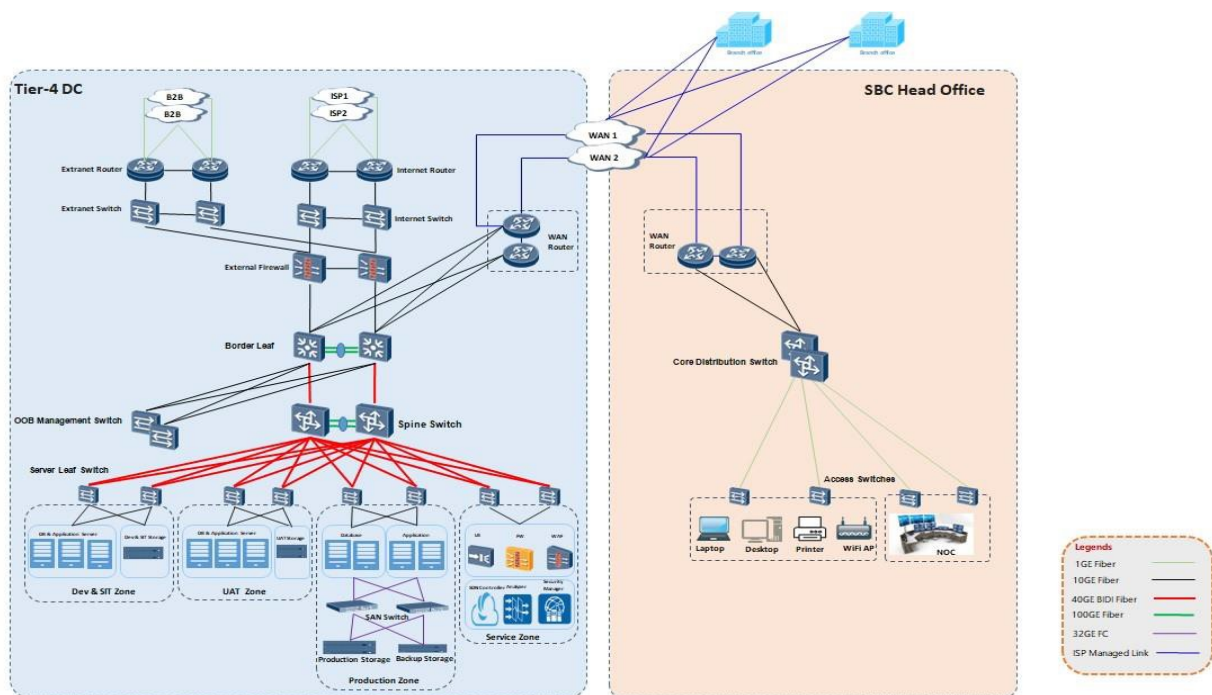 Branch office
Branch office
Tier-4 DC
SBC Head Office
B2B
B2B
ISP1
ISP2
WAN 1
WAN 2
Extranet Router
Internet Router
Extranet Switch
Internet Switch
WAN
Router
WAN
Router
External Firewall
Border Leaf
Core Distribution Switch
OOB Management Switch
Spine Switch
Server Leaf Switch
Access Switches
DB & Application Server
Dev & SIT Storage
DB & Application Server
UAT Storage
Database
Application
FW
WAF
Laptop
Desktop
Printer
WiFi AP
NOC
SDN Controller
Analyzer
Security
Manager
Dev & SIT Zone
UAT Zone
SAN Switch
Service Zone
Production Storage
Backup Storage
Production Zone
Legends
1GE Fiber
10GE Fiber
40GE BIDI Fiber
100GE Fiber
32GE FC
ISP Managed Link